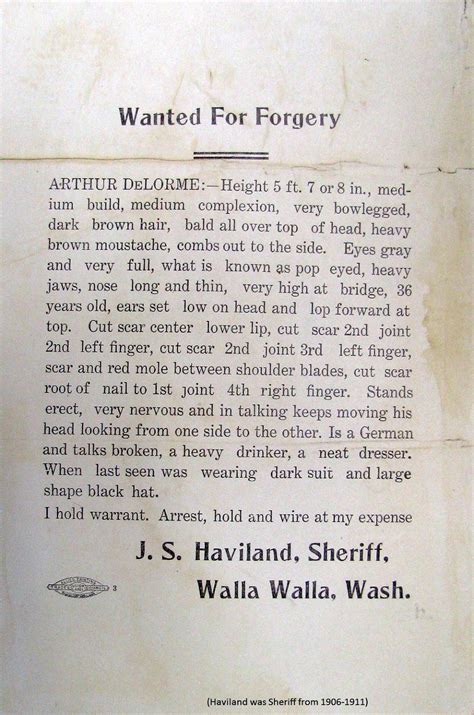 Wanted For Forgery
ARTHUR DeLORME:—Height 5 ft. 7 or 8 in., med-
ium build, medium complexion, very bowlegged,
dark brown hair, bald all over top of head, heavy
brown moustache, combs out to the side. Eyes gray
and very full, what is known as pop eyed, heavy
jaws, nose long and thin, very high at bridge, 36
years old, ears set low on head and lop forward at
top. Cut scar center lower lip, cut scar 2nd joint
2nd left finger, cut scar 2nd joint 3rd left finger,
scar and red mole between shoulder blades, cut scar
root of nail to 1st joint 4th right finger. Stands
erect, very nervous and in talking keeps moving his
head looking from one side to the other. Is a German
and talks broken, a heavy drinker, a neat dresser.
When last seen was wearing dark suit and large
shape black hat.
I hold warrant. Arrest, hold and wire at my expense
J. S. Haviland, Sheriff,
Walla Walla, Wash.
3
(Haviland was Sheriff from 1906-1911)